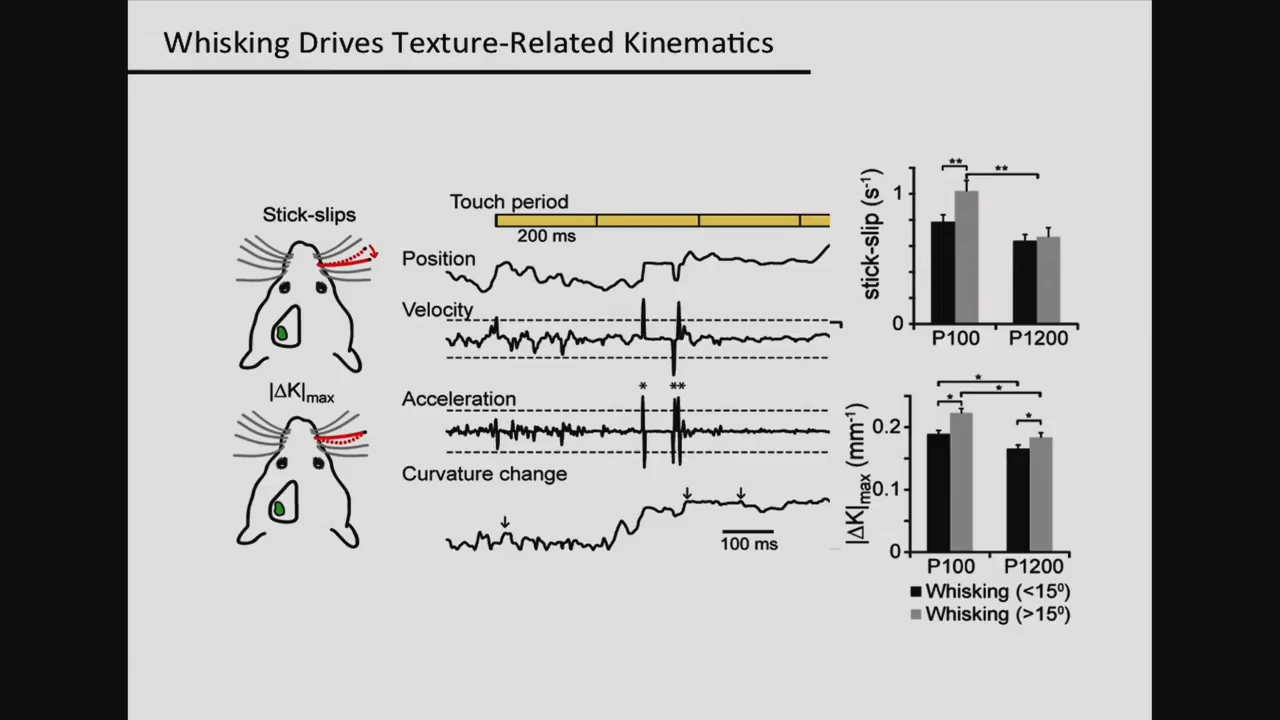 Whisking Drives Texture-Related Kinematics
Stick-slips
|ΔK|max
Touch period
200 ms
Position
Velocity
* **
Acceleration
Curvature change
100 ms
** **
stick-slip (s-1)
1
0
P100 P1200
* * * *
|ΔK|max (mm-1)
0.2
0.1
0
P100 P1200
Whisking (<15º)
Whisking (>15º)